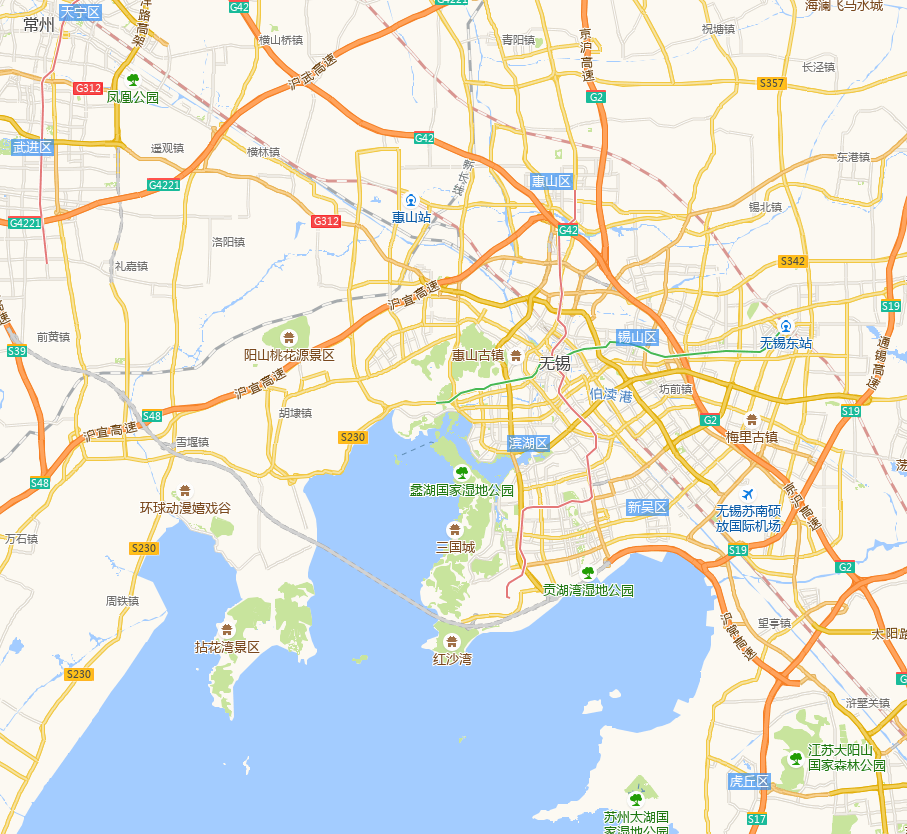 天宁区
洋路高架
G42
G4221
海澜飞马水城
常州
横山桥镇
青阳镇
京沪高速
祝塘镇
沪武高速
长泾镇
S357
G312
凤凰公园
G2
G42
武进区
遥观镇
横林镇
新长线
东港镇
G4221
惠山区
惠山站
锡北镇
G4221
G312
G42
洛阳镇
礼嘉镇
S342
沪宜高速
S19
前黄镇
阳山桃花源景区
惠山古镇
无锡
锡山区
无锡东站
通锡高速
S39
沪宜高速
伯渎港
坊前镇
胡埭镇
S48
G2
S19
沪宜高速
雪堰镇
S230
滨湖区
梅里古镇
S48
蠡湖国家湿地公园
京沪高速
环球动漫嬉戏谷
新吴区
无锡苏南硕
放国际机场
万石镇
S230
三国城
S19
G2
周铁镇
贡湖湾湿地公园
沪常高速
望亭镇
拈花湾景区
红沙湾
太阳路
S230
浒墅关镇
江苏大阳山
国家森林公园
虎丘区
苏州太湖国
家湿地公园
S17